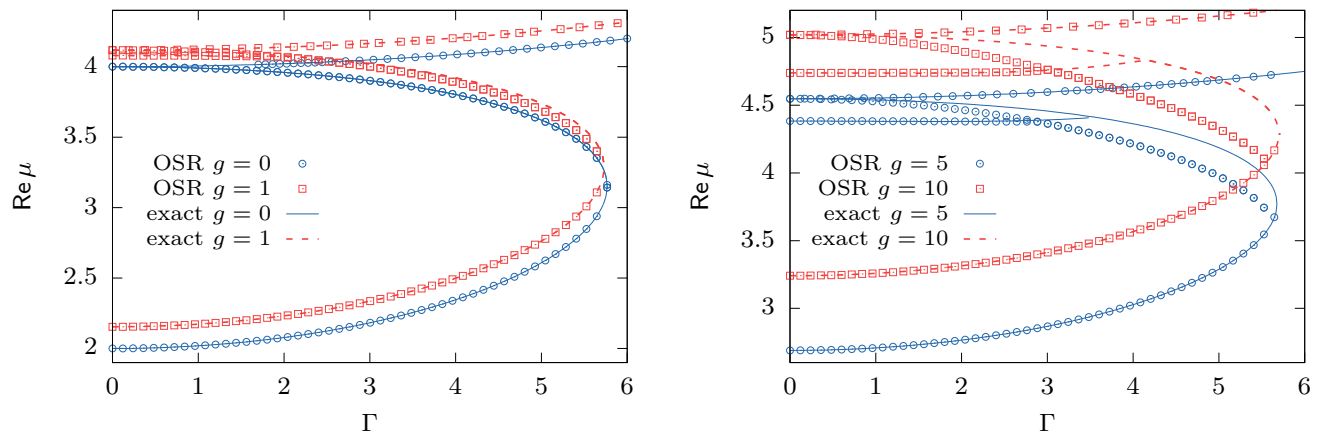 4
3.5
3
2.5
2
0 1 2 3 4 5 6
Re μ
Γ
OSR g = 0
OSR g = 1
exact g = 0
exact g = 1
5
4.5
4
3.5
3
0 1 2 3 4 5 6
Re μ
Γ
OSR g = 5
OSR g = 10
exact g = 5
exact g = 10